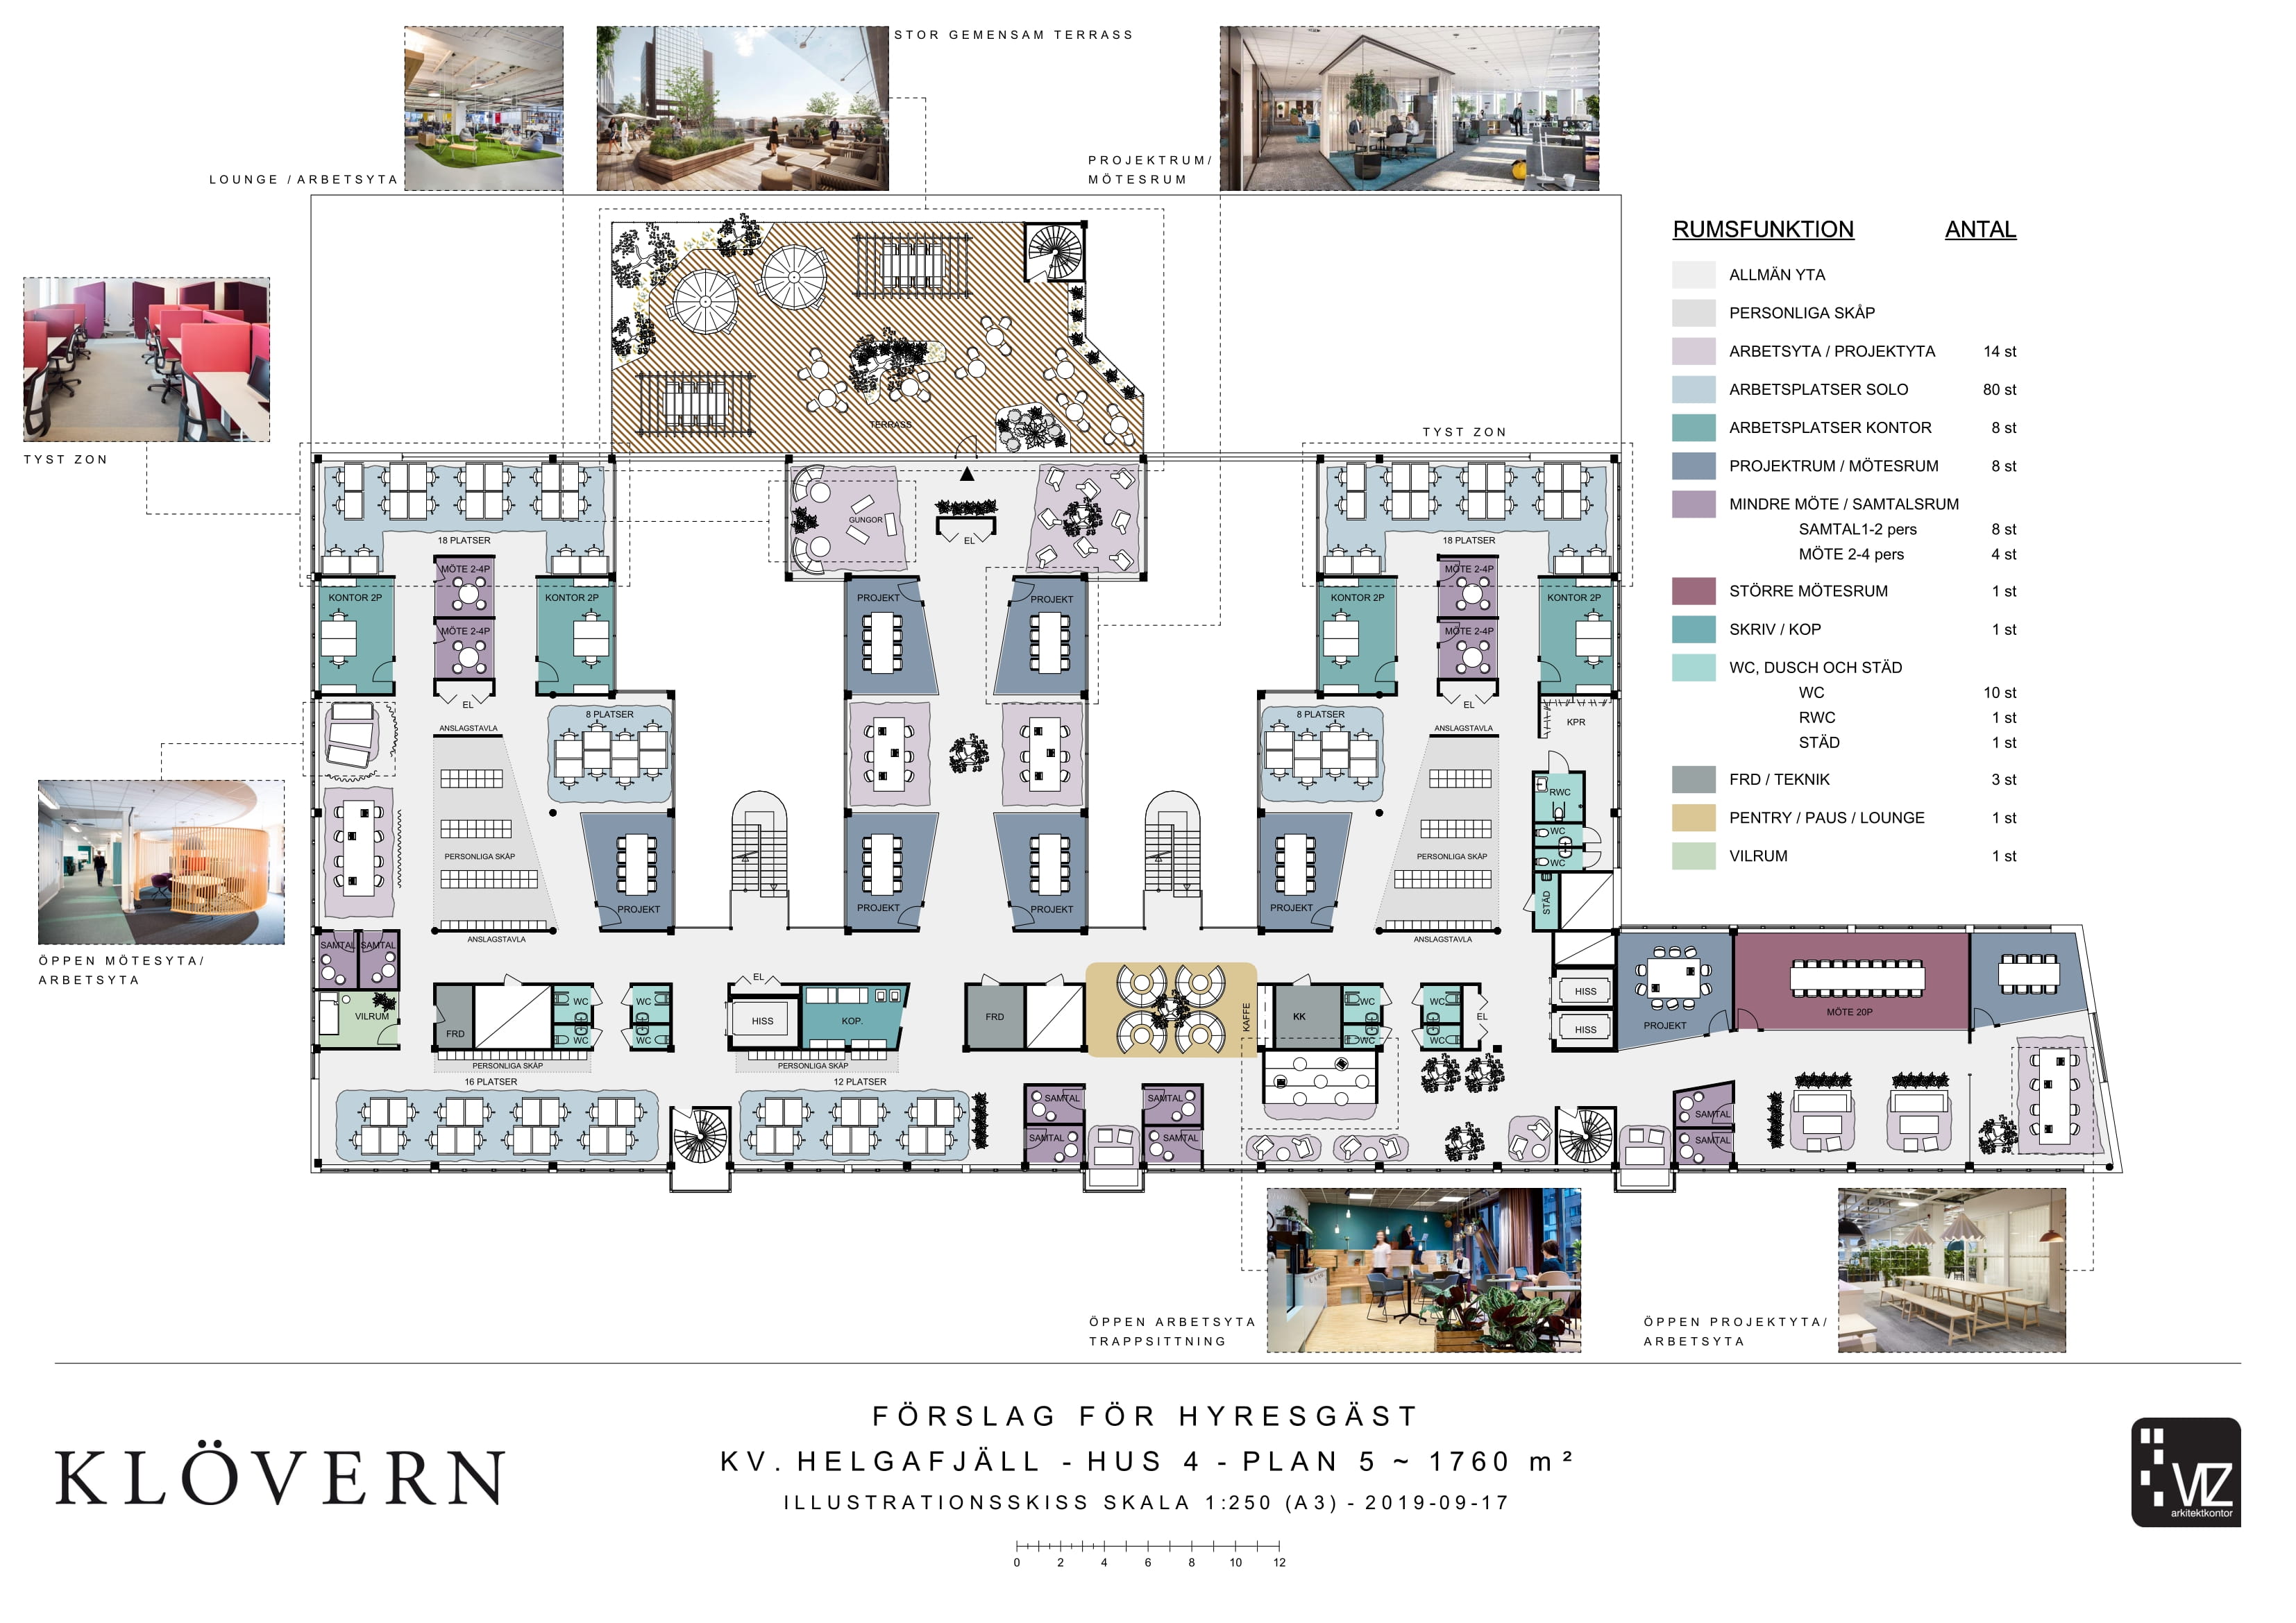 STOR GEMENSAM TERRASS
PROJEKTRUM/
MÖTESRUM
LOUNGE / ARBETSYTA
RUMSFUNKTION ANTAL
ALLMÄN YTA
PERSONLIGA SKÅP
ARBETSYTA / PROJEKTYTA 14 st
ARBETSPLATSER SOLO 80 st
ARBETSPLATSER KONTOR 8 st
PROJEKTRUM / MÖTESRUM 8 st
MINDRE MÖTE / SAMTALSRUM
SAMTAL1-2 pers 8 st
MÖTE 2-4 pers 4 st
STÖRRE MÖTESRUM 1 st
SKRIV / KOP 1 st
WC, DUSCH OCH STÄD
WC 10 st
RWC 1 st
STÄD 1 st
FRD / TEKNIK 3 st
PENTRY / PAUS / LOUNGE 1 st
VILRUM 1 st
TERRASS
TYST ZON
TYST ZON
GUNGOR
EL
18 PLATSER
18 PLATSER
MÖTE 2-4P
MÖTE 2-4P
KONTOR 2P
KONTOR 2P
PROJEKT
PROJEKT
KONTOR 2P
KONTOR 2P
MÖTE 2-4P
MÖTE 2-4P
EL
EL
8 PLATSER
8 PLATSER
KPR
ANSLAGSTAVLA
ANSLAGSTAVLA
RWC
WC
WC
STÄD
PERSONLIGA SKÅP
PERSONLIGA SKÅP
PROJEKT
PROJEKT
PROJEKT
PROJEKT
ANSLAGSTAVLA
ANSLAGSTAVLA
SAMTAL
SAMTAL
ÖPPEN MÖTESYTA/
ARBETSYTA
EL
VILRUM
FRD
WC
WC
WC
WC
HISS
KOP.
FRD
KAFFE
KK
WC
WC
WC
WC
EL
HISS
HISS
PROJEKT
MÖTE 20P
PERSONLIGA SKÅP
PERSONLIGA SKÅP
16 PLATSER
12 PLATSER
SAMTAL
SAMTAL
SAMTAL
SAMTAL
SAMTAL
SAMTAL
ÖPPEN ARBETSYTA
TRAPPSITTNING
ÖPPEN PROJEKTYTA/
ARBETSYTA
KLÖVERN
FÖRSLAG FÖR HYRESGÄST
KV. HELGAFJÄLL - HUS 4 - PLAN 5 ~ 1760 m²
ILLUSTRATIONSSKISS SKALA 1:250 (A3) - 2019-09-17
0 2 4 6 8 10 12
VIZ
arkitektkontor